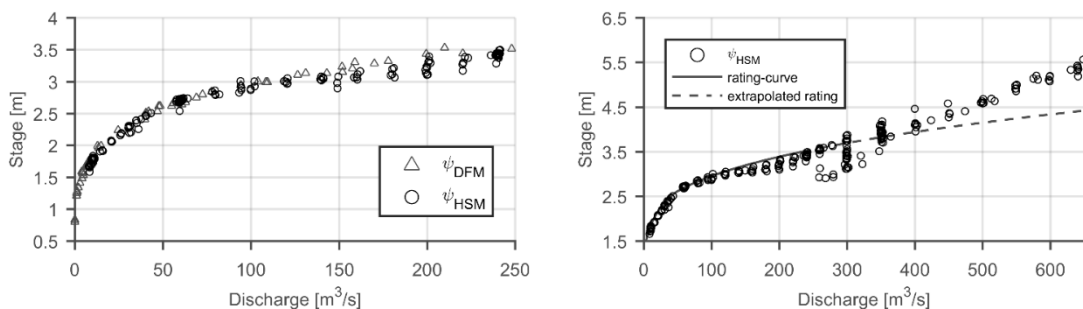 4
3.5
3
2.5
2
1.5
1
0.5
Stage [m]
0 50 100 150 200 250
Discharge [m³/s]
ψDFM
ψHSM
6.5
5.5
4.5
3.5
2.5
1.5
Stage [m]
0 100 200 300 400 500 600
Discharge [m³/s]
ψHSM
rating-curve
extrapolated rating